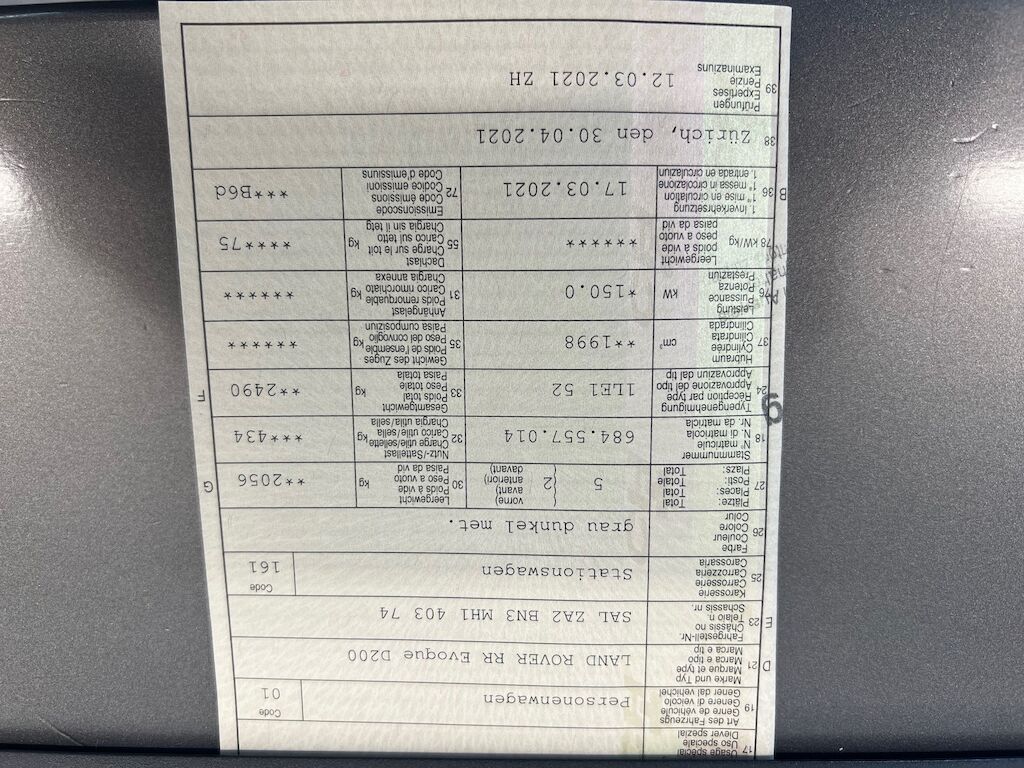 17 Usage spécial
Uso speciale
Diever spezial
19 Art des Fahrzeugs
Genre de véhicule
Genere di veicolo
Gener dal vehichel
Personenwagen
Code
01
D 21 Marke und Typ
Marque et type
Marca e tipo
Marca e tip
LAND ROVER RR Evoque D200
E 23 Fahrgestell-Nr.
Châssis no
Telaio n.
Schassis nr.
SAL ZA2 BN3 MH1 403 74
25 Karosserie
Carrosserie
Carrozzeria
Carossaria
Stationswagen
Code
161
26 Farbe
Couleur
Colore
Colur
grau dunkel met.
27 Plätze: Total
Places: Total
Posti: Totale
Plazs: Total
5
vorne)
avant)
anteriori)
davant)
2
G 30 Leergewicht
Poids à vide
Peso a vuoto
Paisa da vid
kg
**2056
18 Stammnummer
N° matricule
N. di matricola
Nr. da matricla
684.557.014
32 Nutz-/Sattellast
Charge utile/sellette
Carico utile/sella
Chargia utila/sella
kg
***434
24 Typengenehmigung
Réception par type
Approvazione del tipo
Approvaziun dal tip
1LE1 52
F 33 Gesamtgewicht
Poids total
Peso totale
Paisa totala
kg
**2490
37 Hubraum
Cylindrée
Cilindrata
Cilindrada
cm³
**1998
35 Gewicht des Zuges
Poids de l'ensemble
Peso del convoglio
Paisa cumposiziun
kg
******
76 Leistung
Puissance
Potenza
Prestaziun
kW
*150.0
31 Anhängelast
Poids remorquable
Carico rimorchiato
Chargia annexa
kg
******
78 kW/kg Leergewicht
poids à vide
peso a vuoto
paisa da vid
******
55 Dachlast
Charge sur le toit
Carico sul tetto
Chargia sin il tetg
kg
*****75
B 36 1. Inverkehrsetzung
1re mise en circulation
1a messa in circolazione
1. entrada en circulaziun
17.03.2021
72 Emissionscode
Code émissions
Codice emissioni
Code d'emissiuns
***B6d
38 Zürich, den 30.04.2021
39 Prüfungen
Expertises
Perizie
Examinaziuns
12.03.2021 ZH